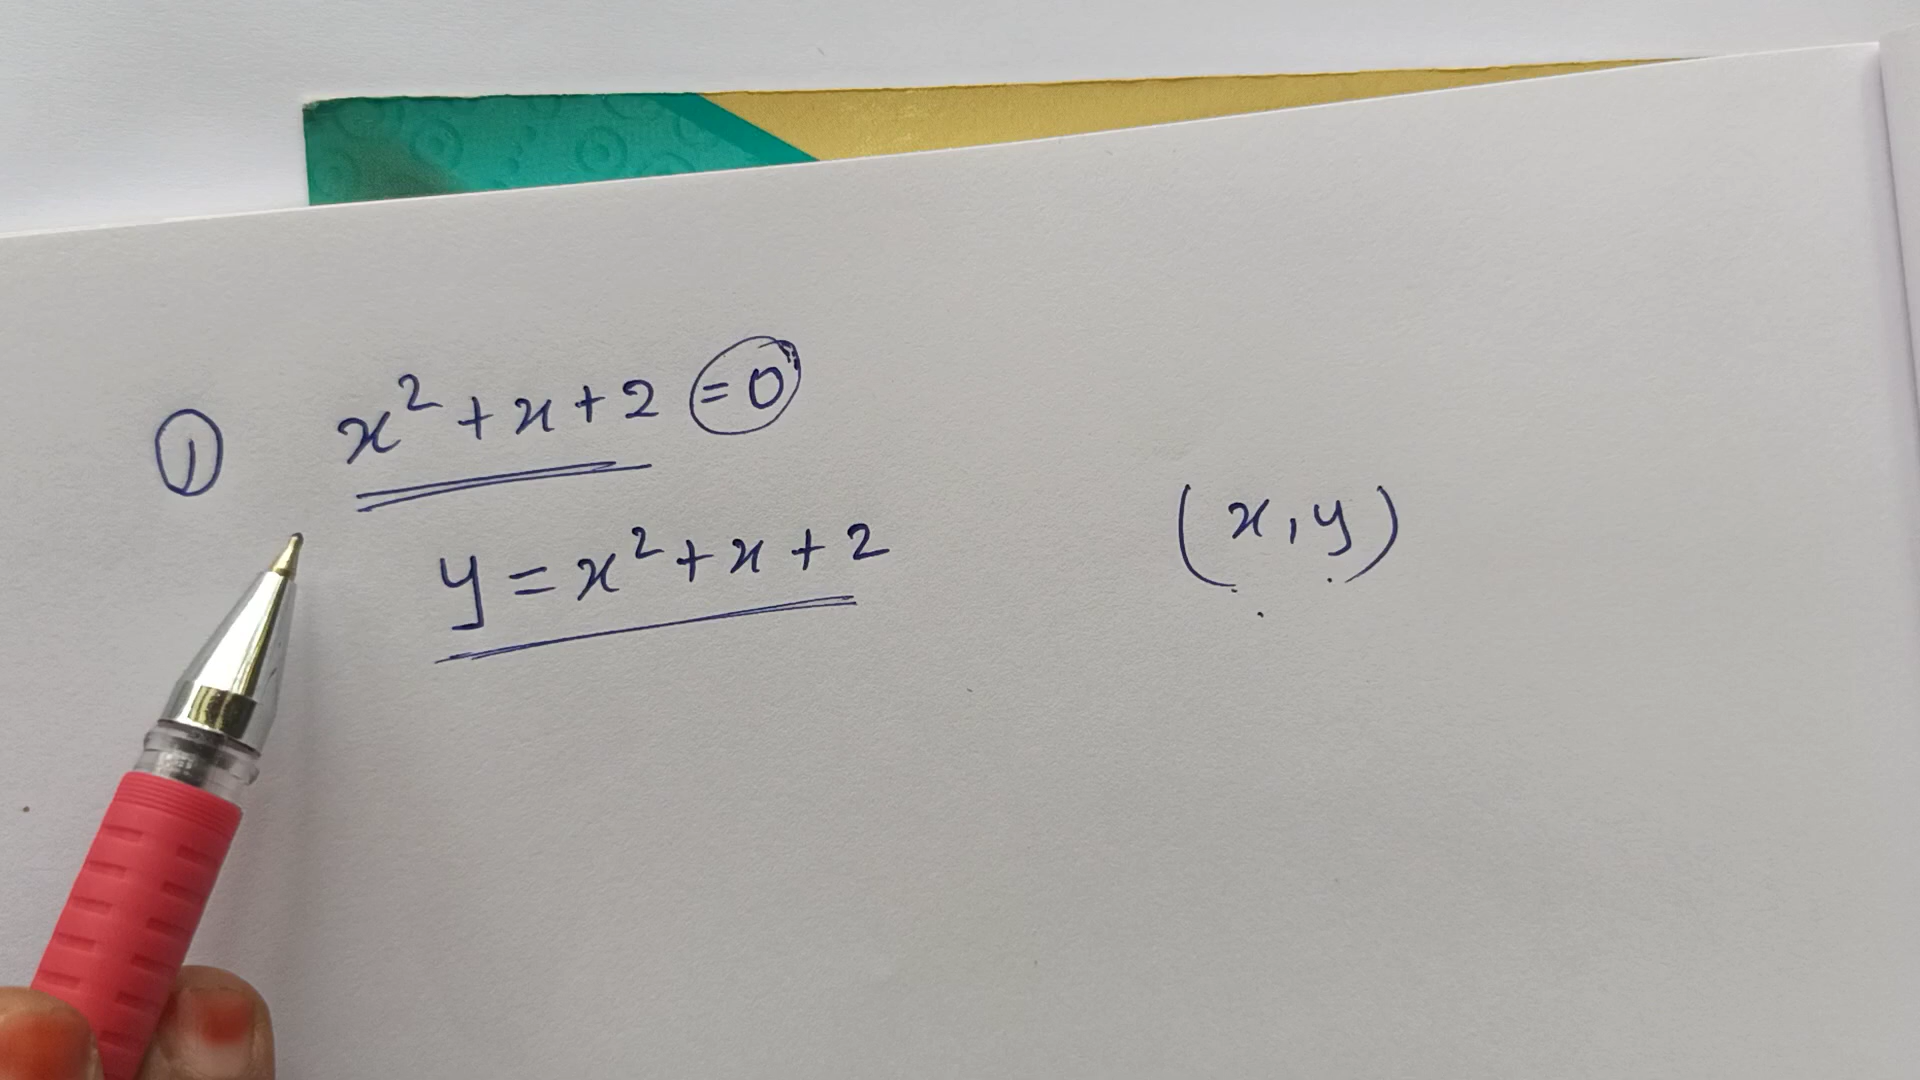 ① x² + x + 2 = 0
y = x² + x + 2
(x, y)